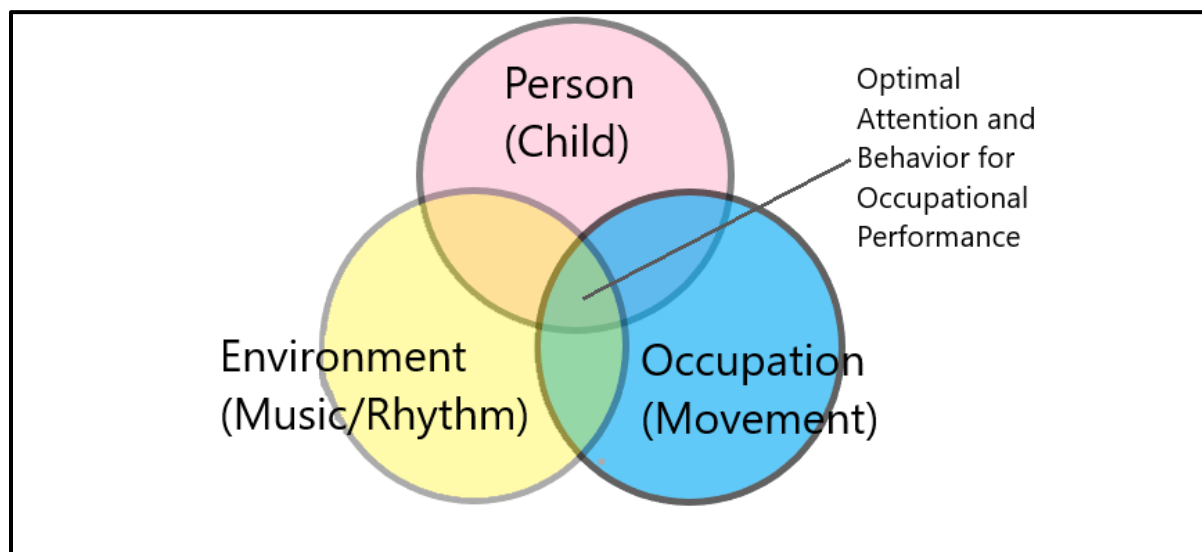 Person
(Child)
Optimal
Attention and
Behavior for
Occupational
Performance
Environment
(Music/Rhythm)
Occupation
(Movement)